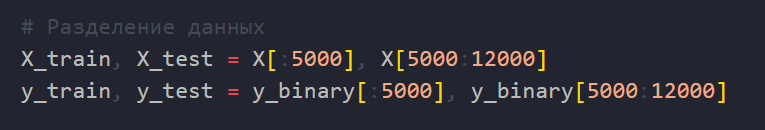 # Разделение данных
X_train, X_test = X[:5000], X[5000:12000]
y_train, y_test = y_binary[:5000], y_binary[5000:12000]